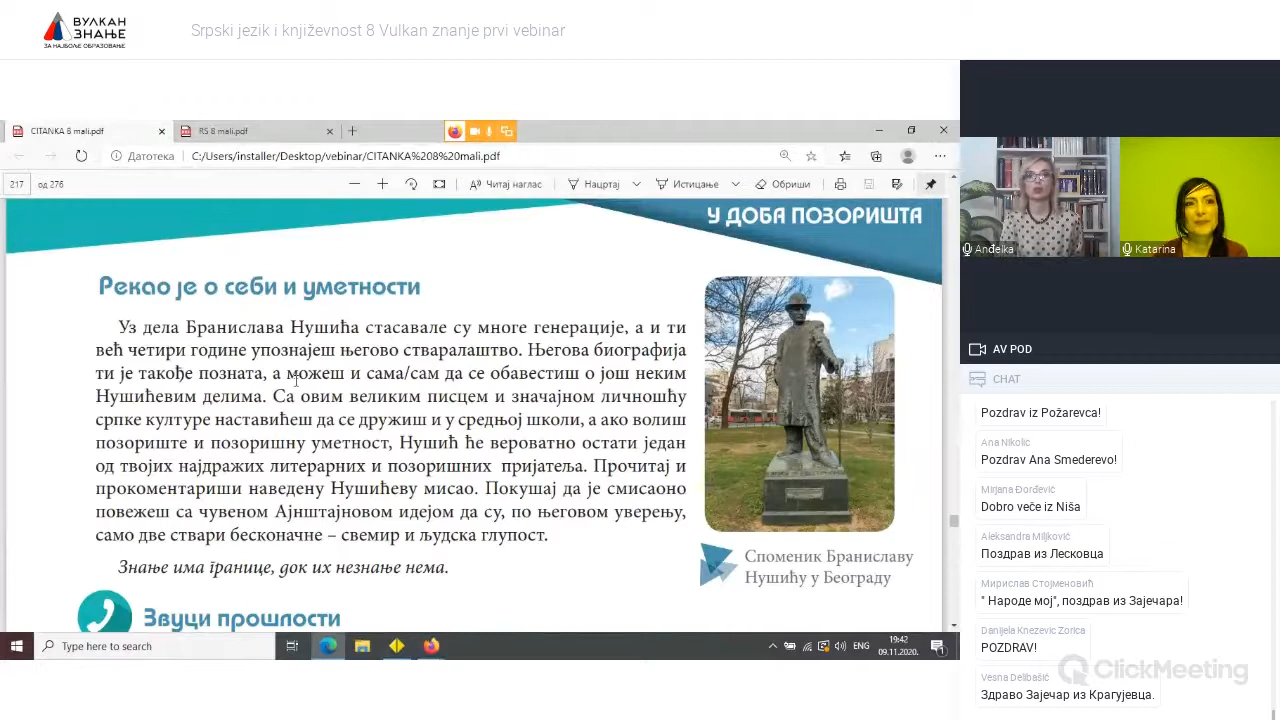 ВУЛКАН
ЗНАЊЕ
ЗА НАЈБОЉЕ ОБРАЗОВАЊЕ
Srpski jezik i književnost 8 Vulkan znanje prvi vebinar
CITANKA 8 mali.pdf
RS 8 mali.pdf
Датотека
C:/Users/installer/Desktop/vebinar/CITANKA%208%20mali.pdf
217 од 276
Читај наглас
Нацртај
Истицање
Обриши
У ДОБА ПОЗОРИШТА
Рекао је о себи и уметности
Уз дела Бранислава Нушића стасавале су многе генерације, а и ти
већ четири године упознајеш његово стваралаштво. Његова биографија
ти је такође позната, а можеш и сама/сам да се обавестиш о још неким
Нушићевим делима. Са овим великим писцем и значајном личношћу
српке културе наставићеш да се дружиш и у средњој школи, а ако волиш
позориште и позоришну уметност, Нушић ће вероватно остати један
од твојих најдражих литерарних и позоришних пријатеља. Прочитај и
прокоментариши наведену Нушићеву мисао. Покушај да је смисаоно
повежеш са чувеном Ајнштајновом идејом да су, по његовом уверењу,
само две ствари бесконачне – свемир и људска глупост.
Знање има границе, док их незнање нема.
Споменик Браниславу
Нушићу у Београду
Звуци прошлости
Type here to search
ENG
19:42
09.11.2020.
1
Anđelka
Katarina
AV POD
CHAT
Pozdrav iz Požarevca!
Ana Nikolic
Pozdrav Ana Smederevo!
Mirjana Đorđević
Dobro veče iz Niša
Aleksandra Miljković
Поздрав из Лесковца
Мирислав Стојменовић
" Народе мој", поздрав из Зајечара!
Danijela Knezevic Zorica
POZDRAV!
Vesna Delibašić
Здраво Зајечар из Крагујевца.
ClickMeeting